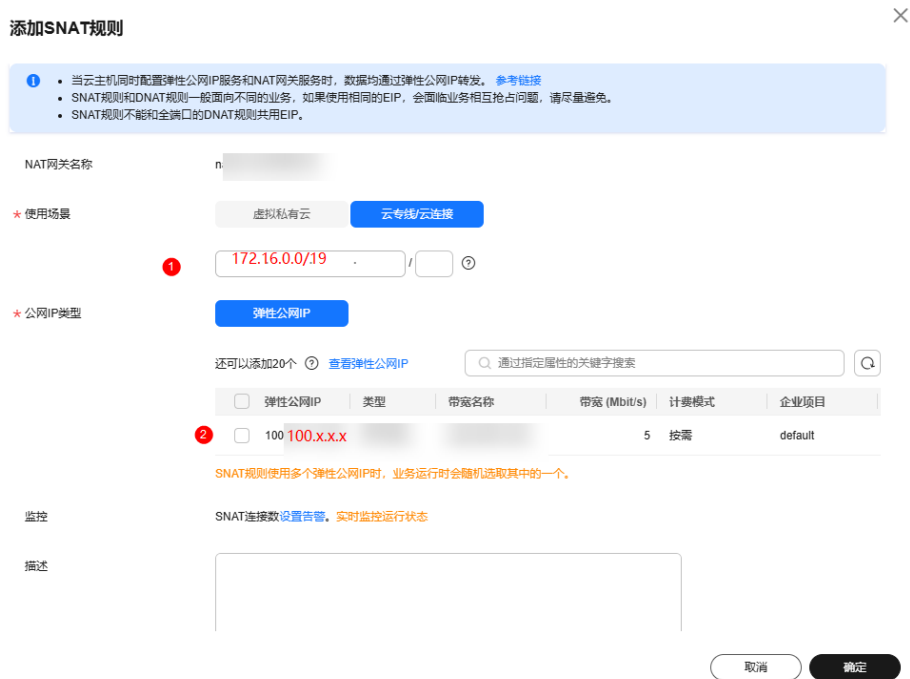 添加SNAT规则
当云主机同时配置弹性公网IP服务和NAT网关服务时，数据均通过弹性公网IP转发。 参考链接
SNAT规则和DNAT规则一般面向不同的业务，如果使用相同的EIP，会面临业务相互抢占问题，请尽量避免。
SNAT规则不能和全端口的DNAT规则共用EIP。
NAT网关名称 n
* 使用场景 虚拟私有云 云专线/云连接
1 172.16.0.0/19 . /
* 公网IP类型 弹性公网IP
还可以添加20个 查看弹性公网IP 通过指定属性的关键字搜索
弹性公网IP 类型 带宽名称 带宽 (Mbit/s) 计费模式 企业项目
2 100 100.x.x.x 5 按需 default
SNAT规则使用多个弹性公网IP时，业务运行时会随机选取其中的一个。
监控 SNAT连接数设置告警。实时监控运行状态
描述
取消 确定